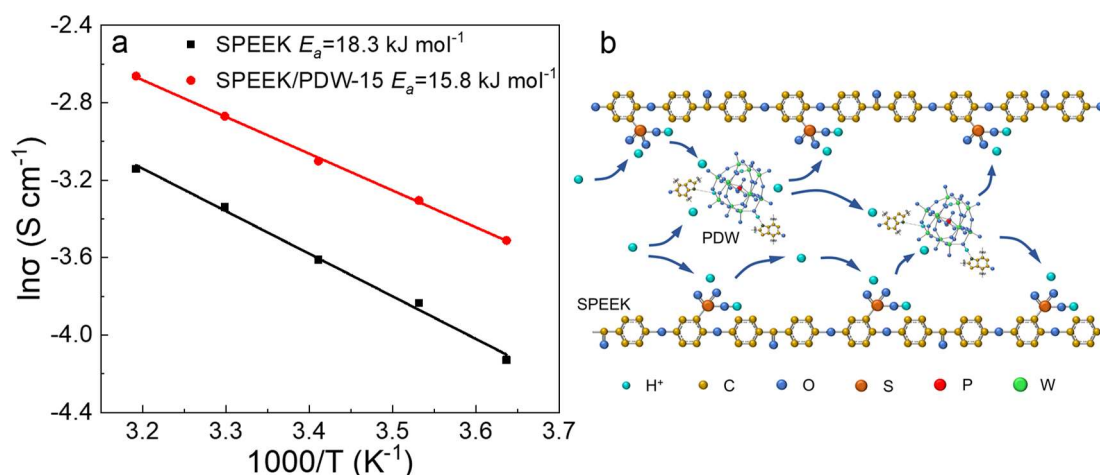 a
SPEEK Eₐ=18.3 kJ mol⁻¹
SPEEK/PDW-15 Eₐ=15.8 kJ mol⁻¹
lnσ (S cm⁻¹)
-2.4
-2.8
-3.2
-3.6
-4.0
-4.4
3.2 3.3 3.4 3.5 3.6 3.7
1000/T (K⁻¹)
b
PDW
SPEEK
H⁺ C O S P W